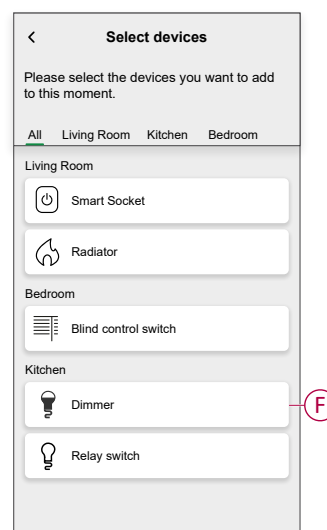 Select devices
Please select the devices you want to add
to this moment.
All Living Room Kitchen Bedroom
Living Room
Smart Socket
Radiator
Bedroom
Blind control switch
Kitchen
Dimmer
F
Relay switch